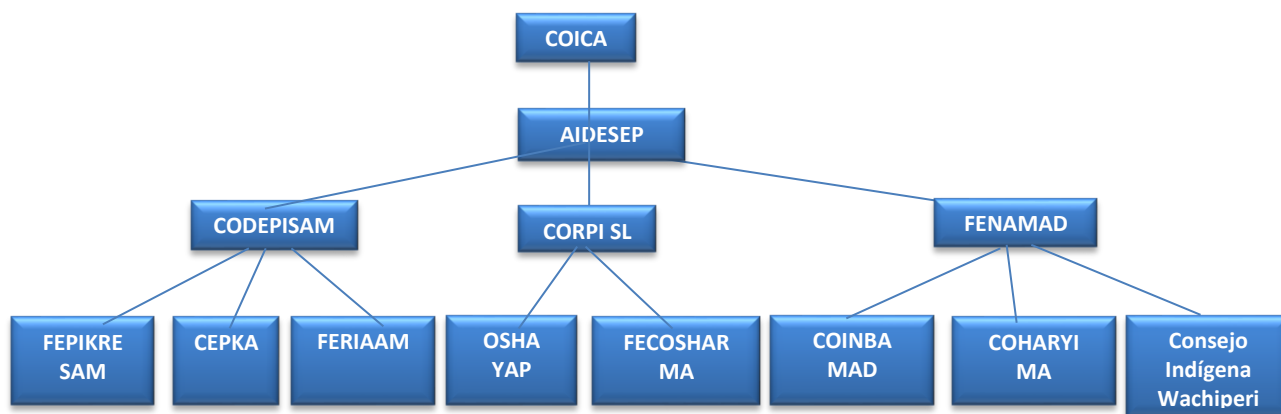 COICA
AIDESEP
CODEPISAM
CORPI SL
FENAMAD
FEPIKRE
SAM
CEPKA
FERIAAM
OSHA
YAP
FECOSHAR
MA
COINBA
MAD
COHARYI
MA
Consejo
Indígena
Wachiperi